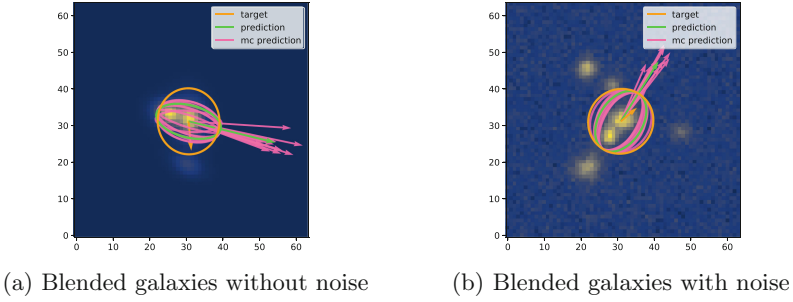 target
prediction
mc prediction
60
50
40
30
20
10
0
0 10 20 30 40 50 60
(a) Blended galaxies without noise
target
prediction
mc prediction
60
50
40
30
20
10
0
0 10 20 30 40 50 60
(b) Blended galaxies with noise